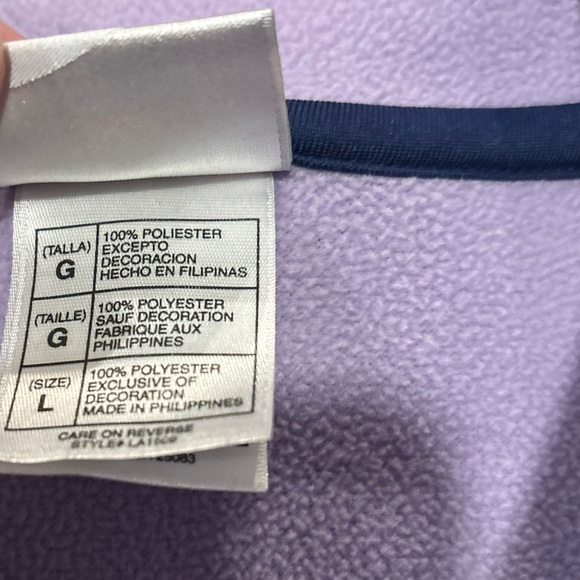 (TALLA)
G
100% POLIESTER
EXCEPTO
DECORACION
HECHO EN FILIPINAS
(TAILLE)
G
100% POLYESTER
SAUF DECORATION
FABRIQUE AUX
PHILIPPINES
(SIZE)
L
100% POLYESTER
EXCLUSIVE OF
DECORATION
MADE IN PHILIPPINES
CARE ON REVERSE
STYLE#